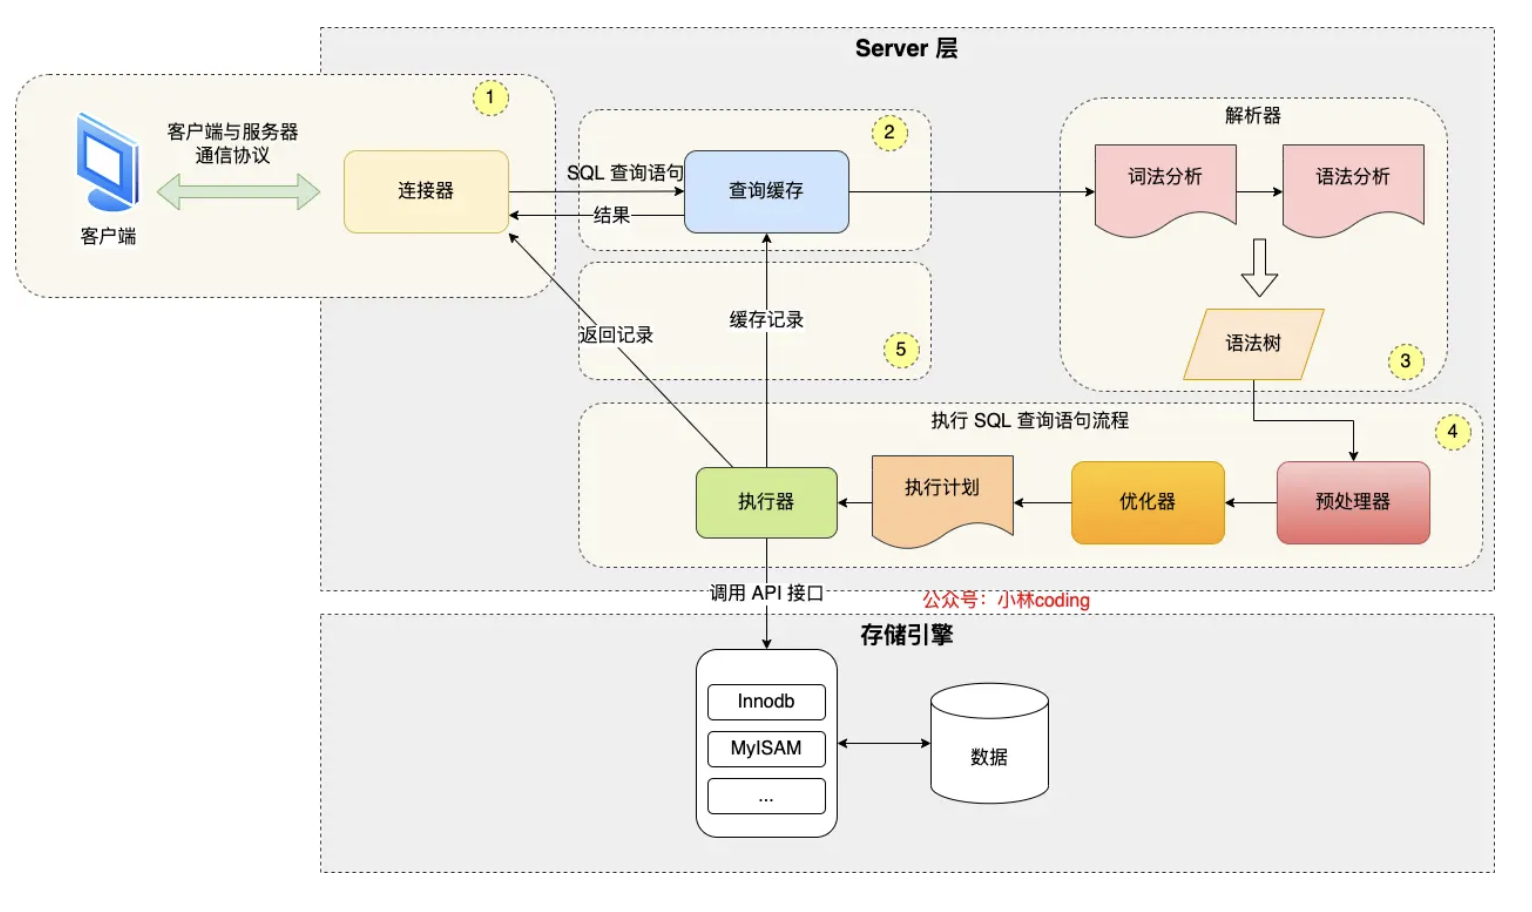 Server 层
1
客户端与服务器
通信协议
客户端
连接器
SQL 查询语句
结果
2
查询缓存
解析器
词法分析
语法分析
语法树
3
返回记录
缓存记录
5
执行 SQL 查询语句流程
4
执行器
执行计划
优化器
预处理器
调用 API 接口
公众号：小林coding
存储引擎
Innodb
MyISAM
...
数据